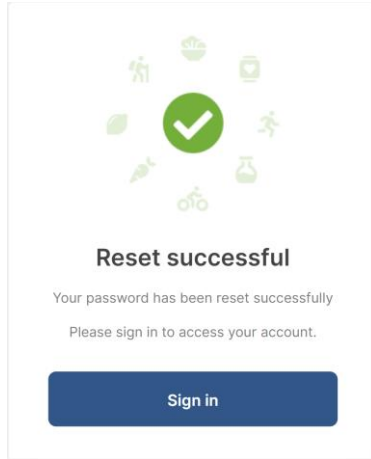 Reset successful
Your password has been reset successfully
Please sign in to access your account.
Sign in